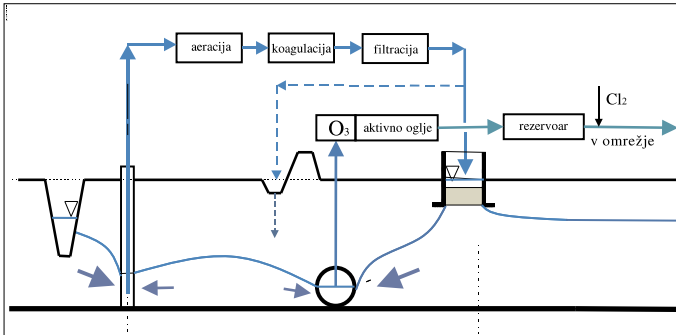 aeracija
koagulacija
filtracija
O₃
aktivno oglje
rezervoar
Cl₂
v omrežje